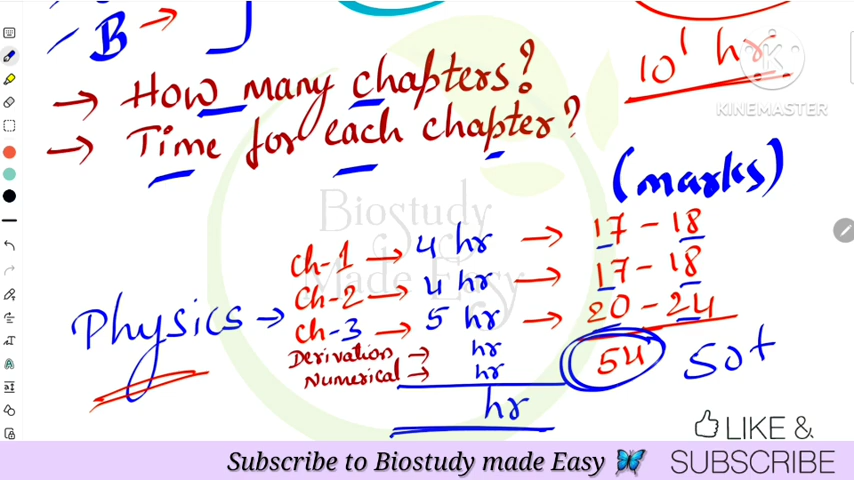 B →
10' hr
KINEMASTER
→ How many chapters?
→ Time for each chapter?
(marks)
Biostudy
is
Made Easy
Physics →
ch-1 → 4 hr → 17 - 18
ch-2 → 4 hr → 17 - 18
ch-3 → 5 hr → 20 - 24
Derivation → hr
Numerical → hr
54 50+
hr
LIKE &
SUBSCRIBE
Subscribe to Biostudy made Easy 🦋